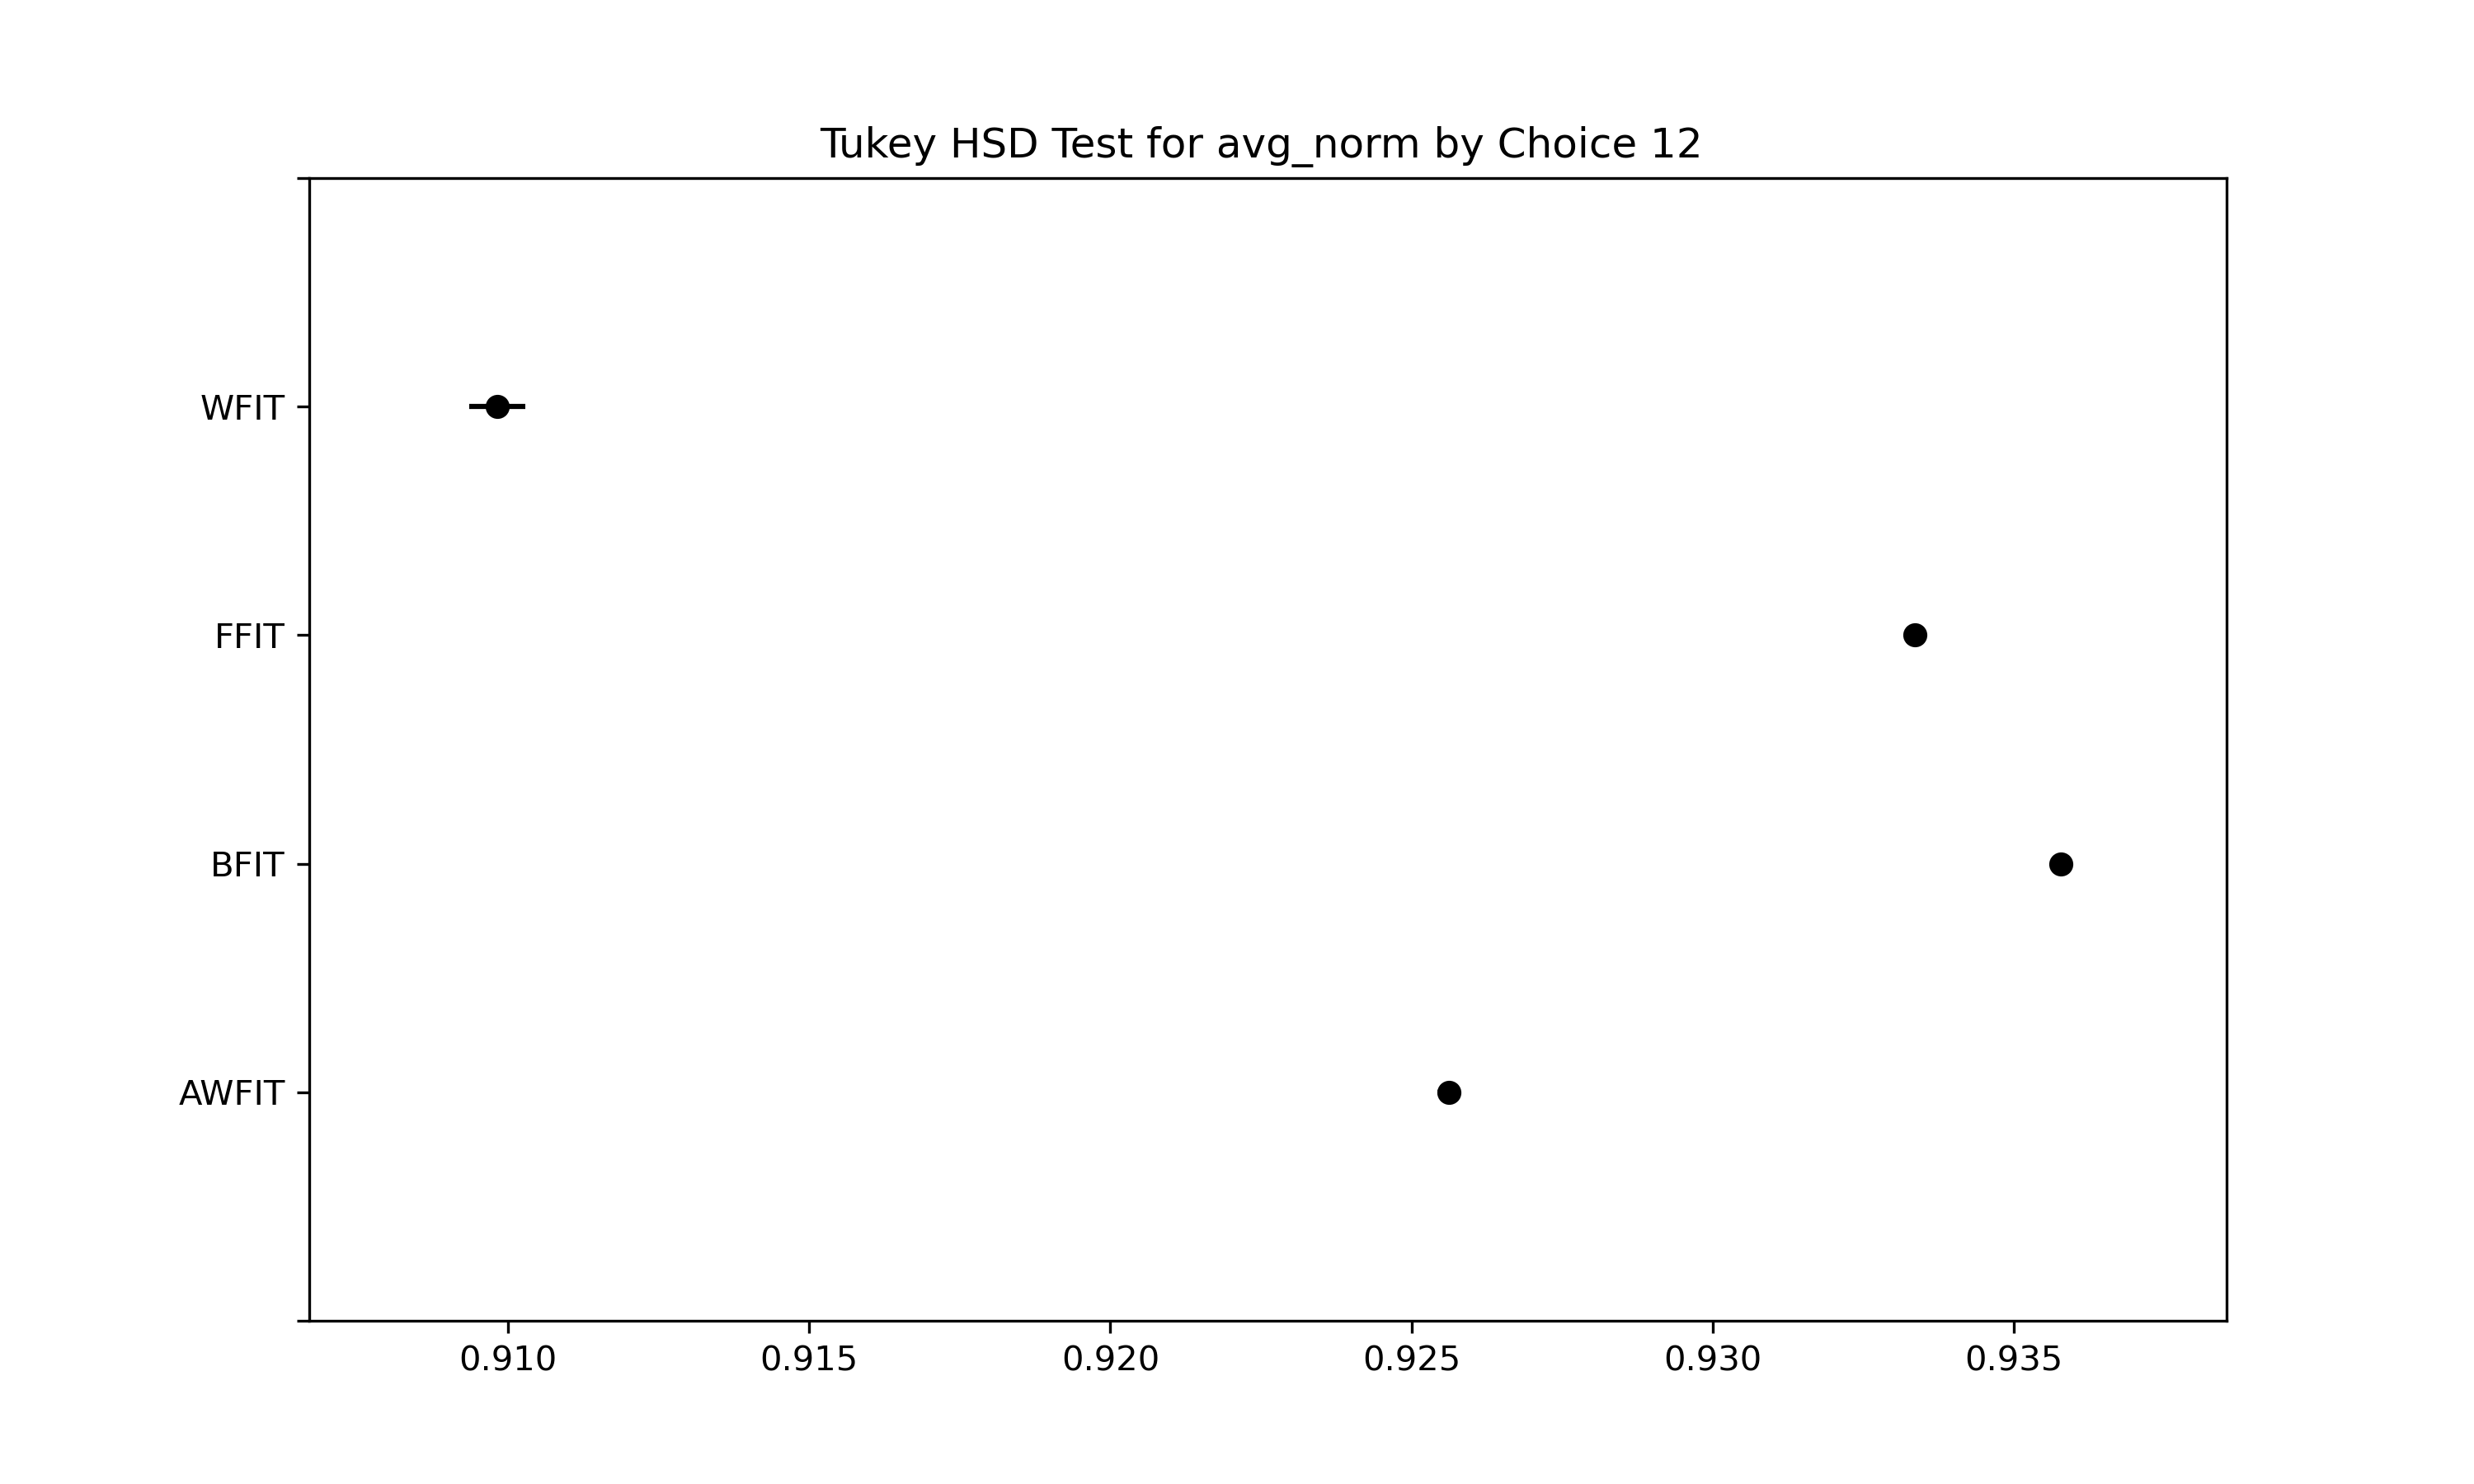 Tukey HSD Test for avg_norm by Choice 12
WFIT
FFIT
BFIT
AWFIT
0.910 0.915 0.920 0.925 0.930 0.935